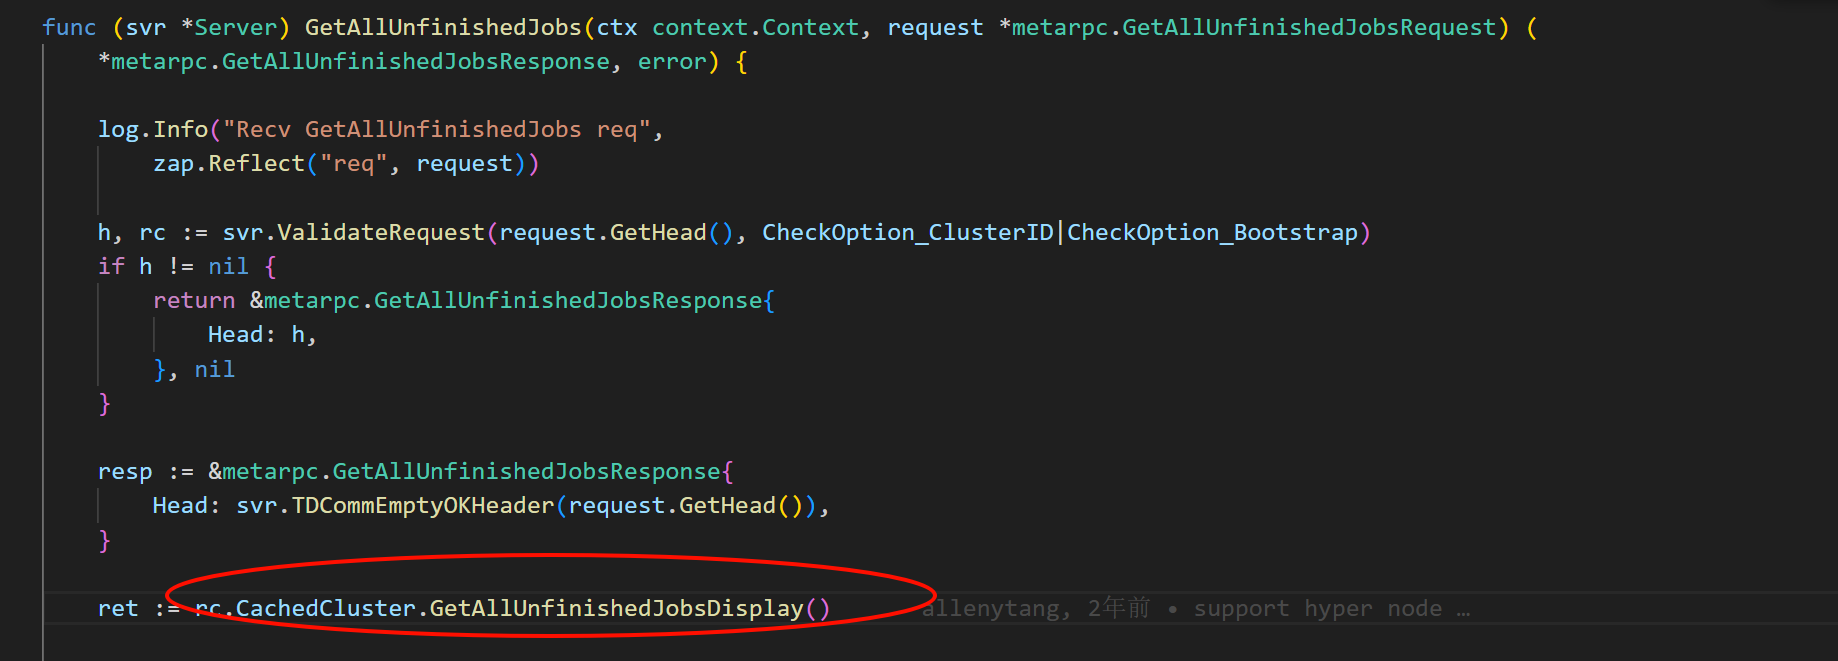 func (svr *Server) GetAllUnfinishedJobs(ctx context.Context, request *metarpc.GetAllUnfinishedJobsRequest) (
*metarpc.GetAllUnfinishedJobsResponse, error) {
log.Info("Recv GetAllUnfinishedJobs req",
zap.Reflect("req", request))
h, rc := svr.ValidateRequest(request.GetHead(), CheckOption_ClusterID|CheckOption_Bootstrap)
if h != nil {
return &metarpc.GetAllUnfinishedJobsResponse{
Head: h,
}, nil
}
resp := &metarpc.GetAllUnfinishedJobsResponse{
Head: svr.TDCommEmptyOKHeader(request.GetHead()),
}
ret := rc.CachedCluster.GetAllUnfinishedJobsDisplay() allenytang, 2年前 • support hyper node …